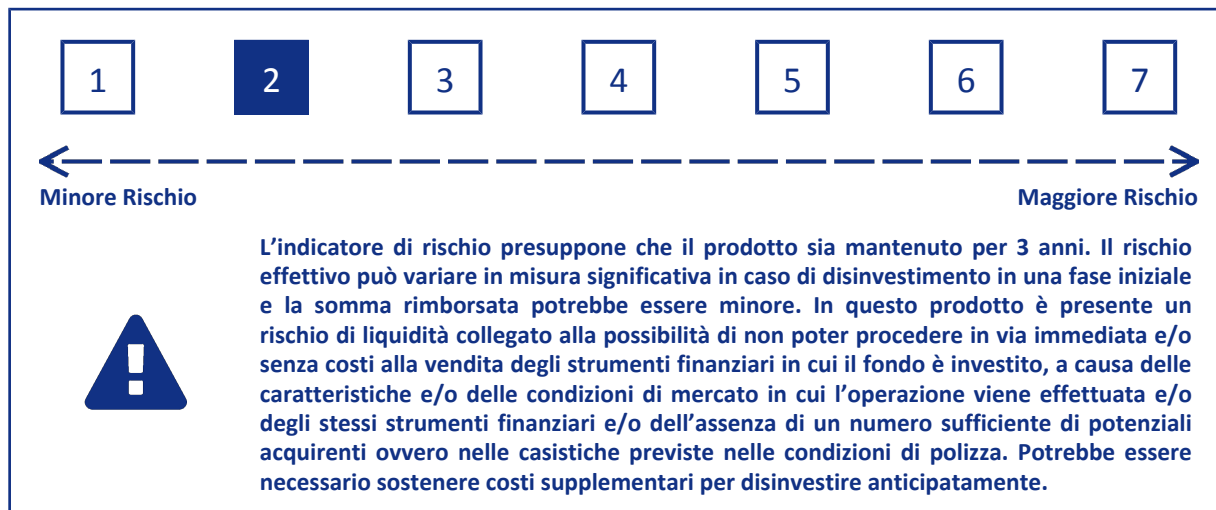 1 2 3 4 5 6 7
Minore Rischio Maggiore Rischio
L’indicatore di rischio presuppone che il prodotto sia mantenuto per 3 anni. Il rischio
effettivo può variare in misura significativa in caso di disinvestimento in una fase iniziale
e la somma rimborsata potrebbe essere minore. In questo prodotto è presente un
rischio di liquidità collegato alla possibilità di non poter procedere in via immediata e/o
senza costi alla vendita degli strumenti finanziari in cui il fondo è investito, a causa delle
caratteristiche e/o delle condizioni di mercato in cui l’operazione viene effettuata e/o
degli stessi strumenti finanziari e/o dell’assenza di un numero sufficiente di potenziali
acquirenti ovvero nelle casistiche previste nelle condizioni di polizza. Potrebbe essere
necessario sostenere costi supplementari per disinvestire anticipatamente.